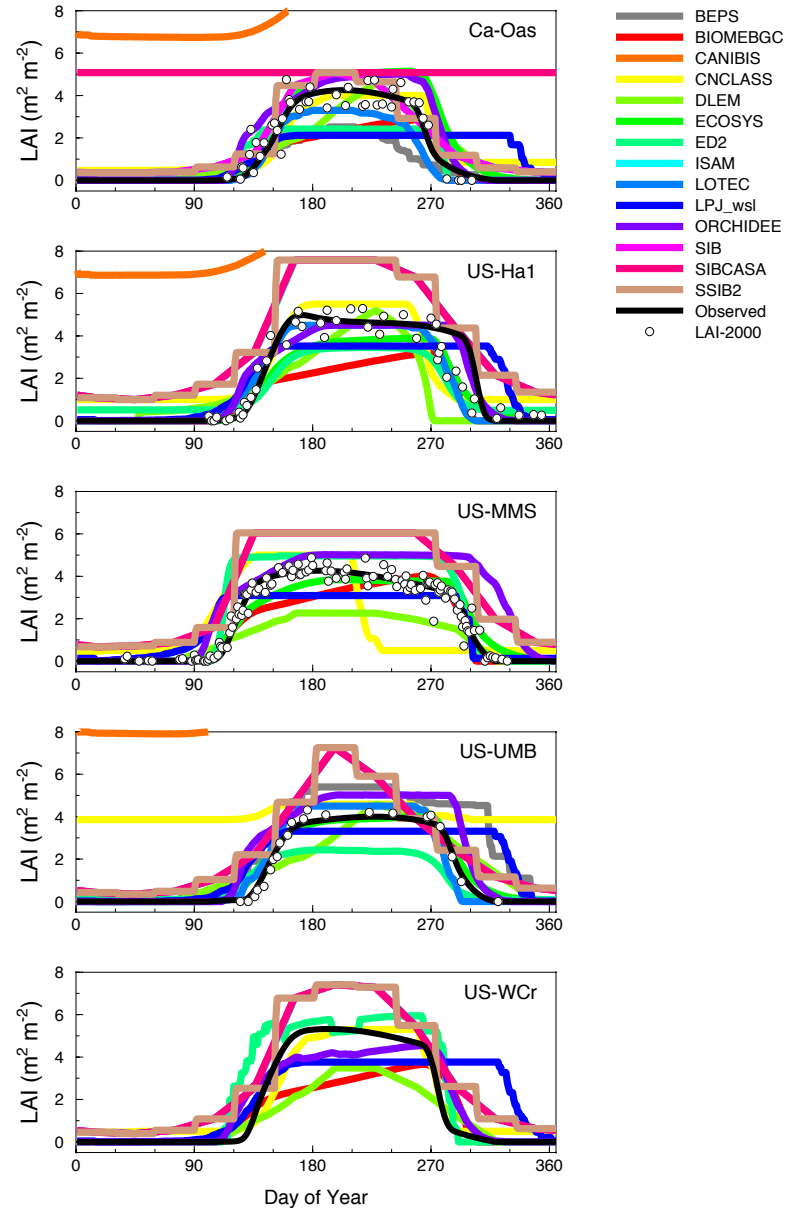 Ca-Oas
8
6
4
2
0
LAI (m² m⁻²)
0 90 180 270 360
US-Ha1
8
6
4
2
0
LAI (m² m⁻²)
0 90 180 270 360
US-MMS
8
6
4
2
0
LAI (m² m⁻²)
0 90 180 270 360
US-UMB
8
6
4
2
0
LAI (m² m⁻²)
0 90 180 270 360
US-WCr
8
6
4
2
0
LAI (m² m⁻²)
0 90 180 270 360
Day of Year
BEPS
BIOMEBGC
CANIBIS
CNCLASS
DLEM
ECOSYS
ED2
ISAM
LOTEC
LPJ_wsl
ORCHIDEE
SIB
SIBCASA
SSIB2
Observed
LAI-2000